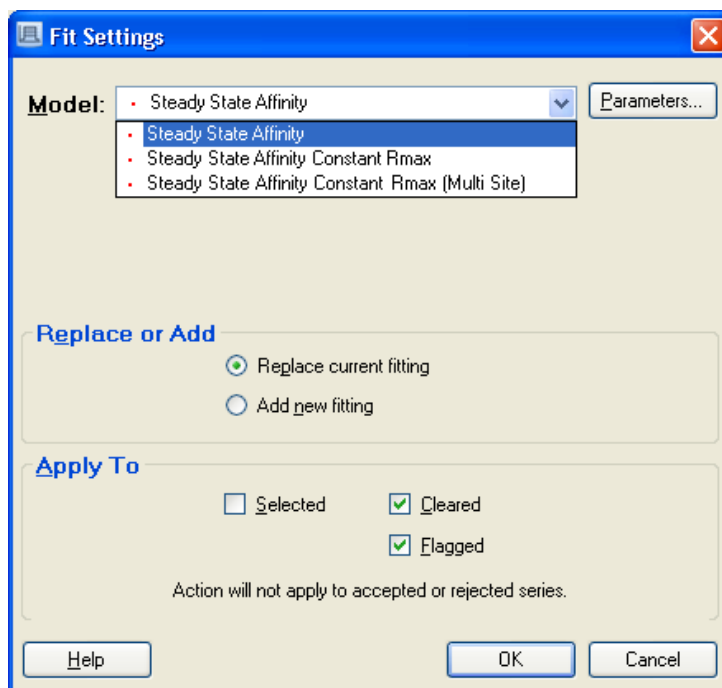 Fit Settings
Model: Steady State Affinity Parameters...
Steady State Affinity
Steady State Affinity Constant Rmax
Steady State Affinity Constant Rmax (Multi Site)
Replace or Add
Replace current fitting
Add new fitting
Apply To
Selected Cleared
Flagged
Action will not apply to accepted or rejected series.
Help OK Cancel